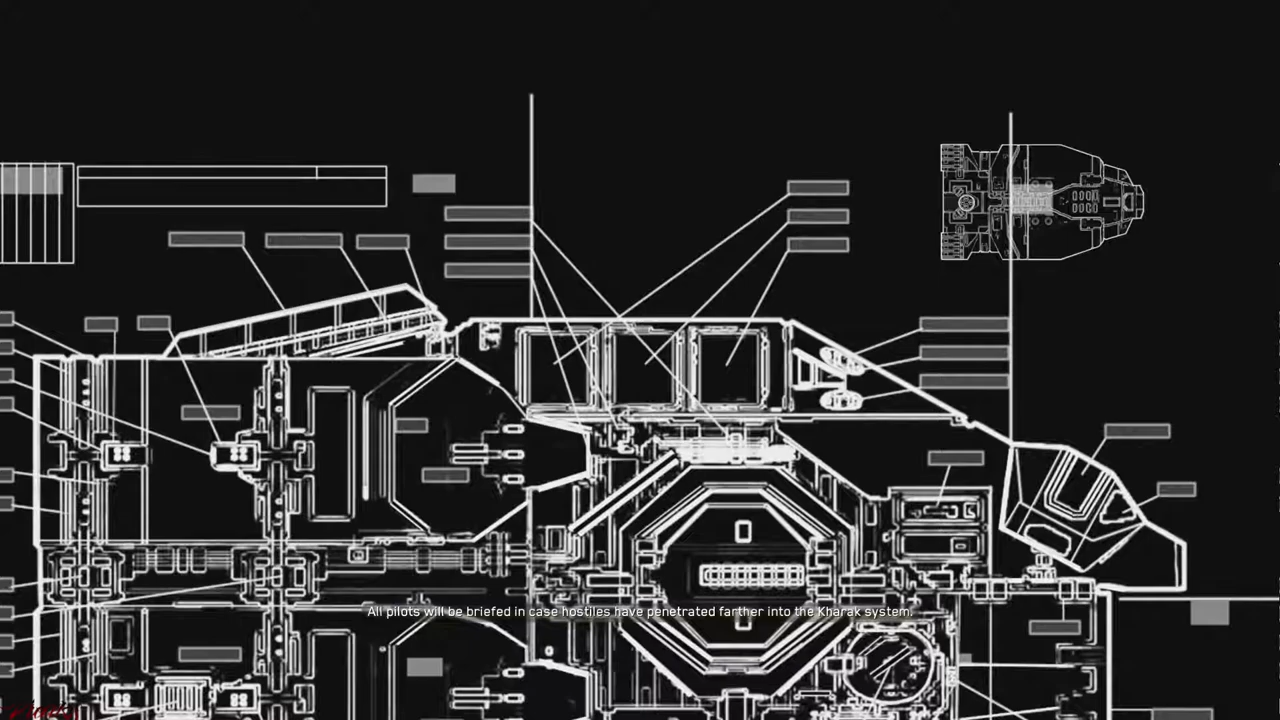 All pilots will be briefed in case hostiles have penetrated farther into the Kharak system.